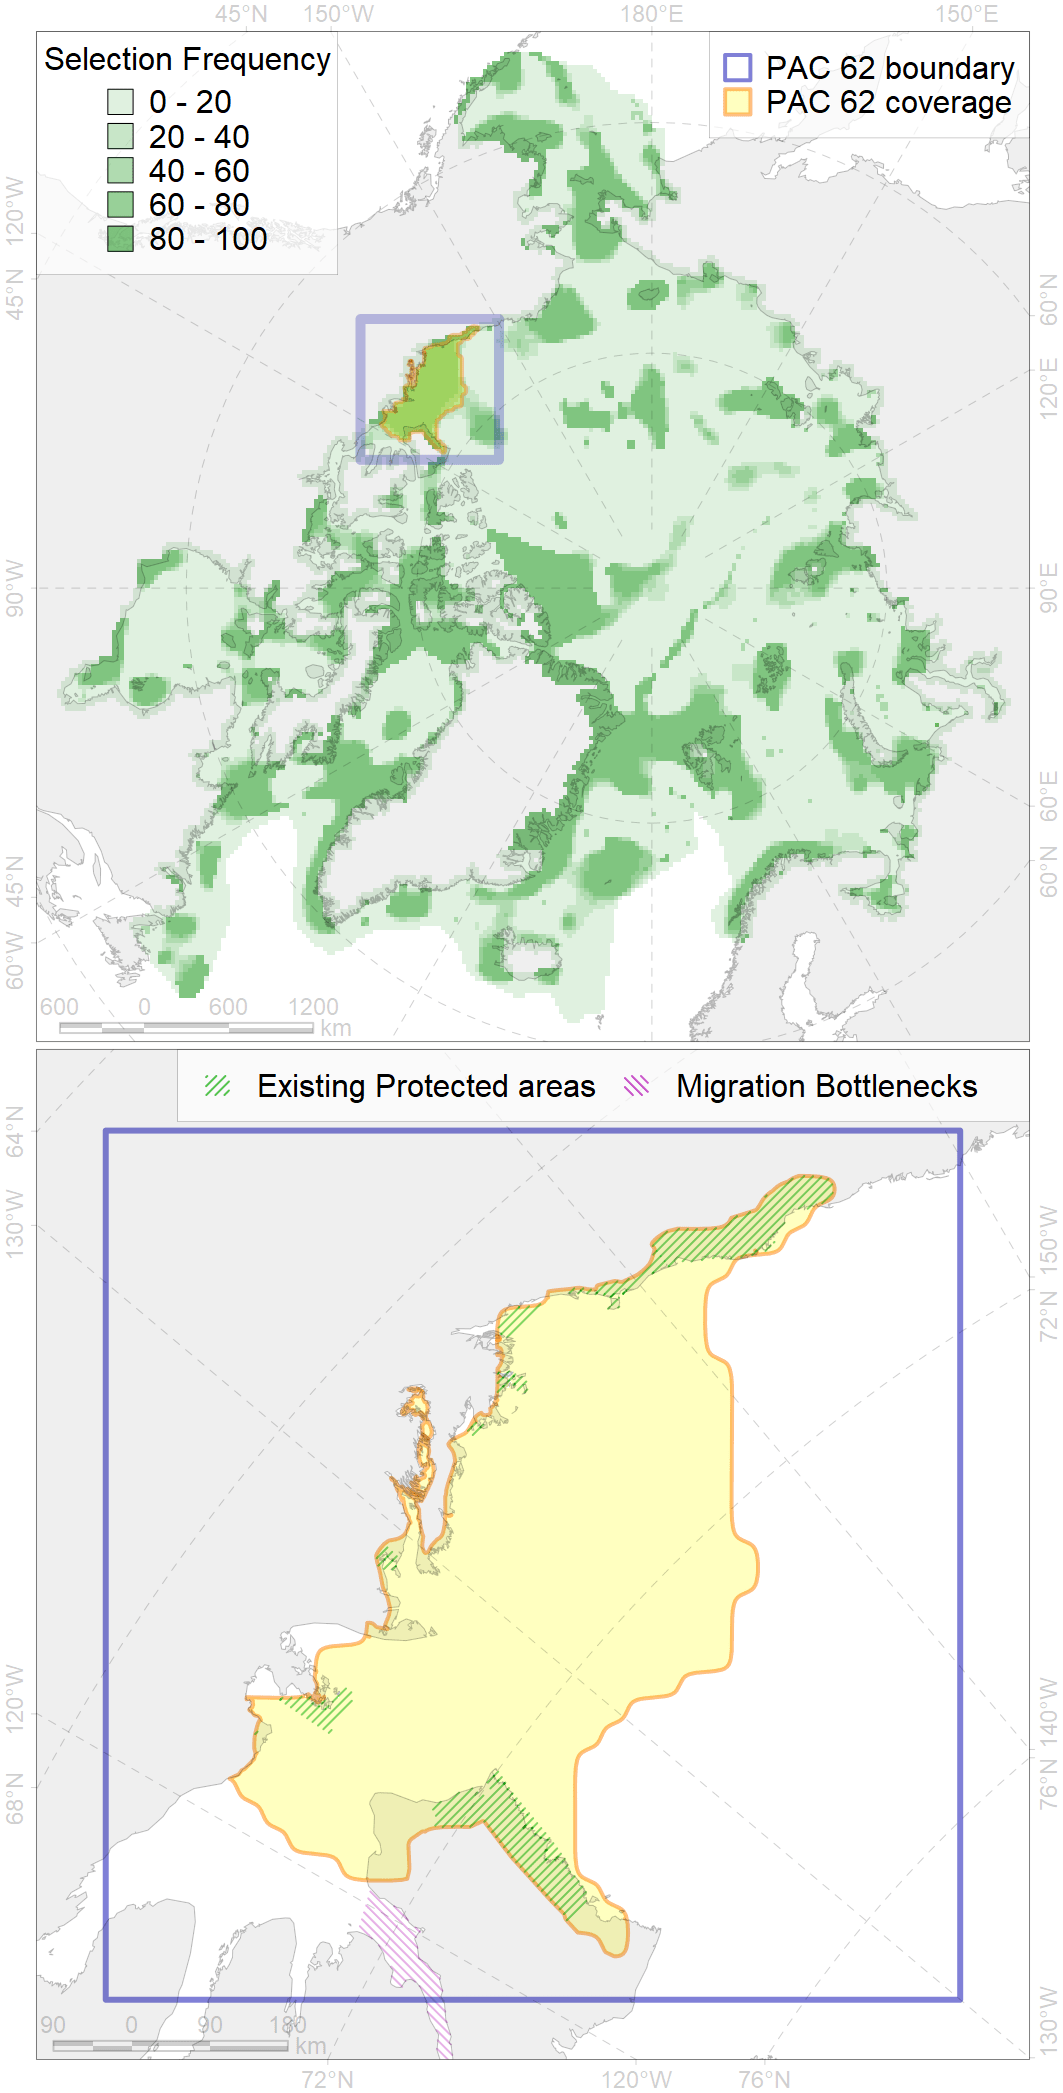 45°N 150°W 180°E 150°E
Selection Frequency
0 - 20
20 - 40
40 - 60
60 - 80
80 - 100
PAC 62 boundary
PAC 62 coverage
120°W
45°N
90°W
45°N
60°W
60°N
120°E
90°E
60°E
60°N
600 0 600 1200
km
Existing Protected areas Migration Bottlenecks
64°N
130°W
120°W
68°N
150°W
72°N
140°W
76°N
130°W
90 0 90 180
km
72°N 120°W 76°N